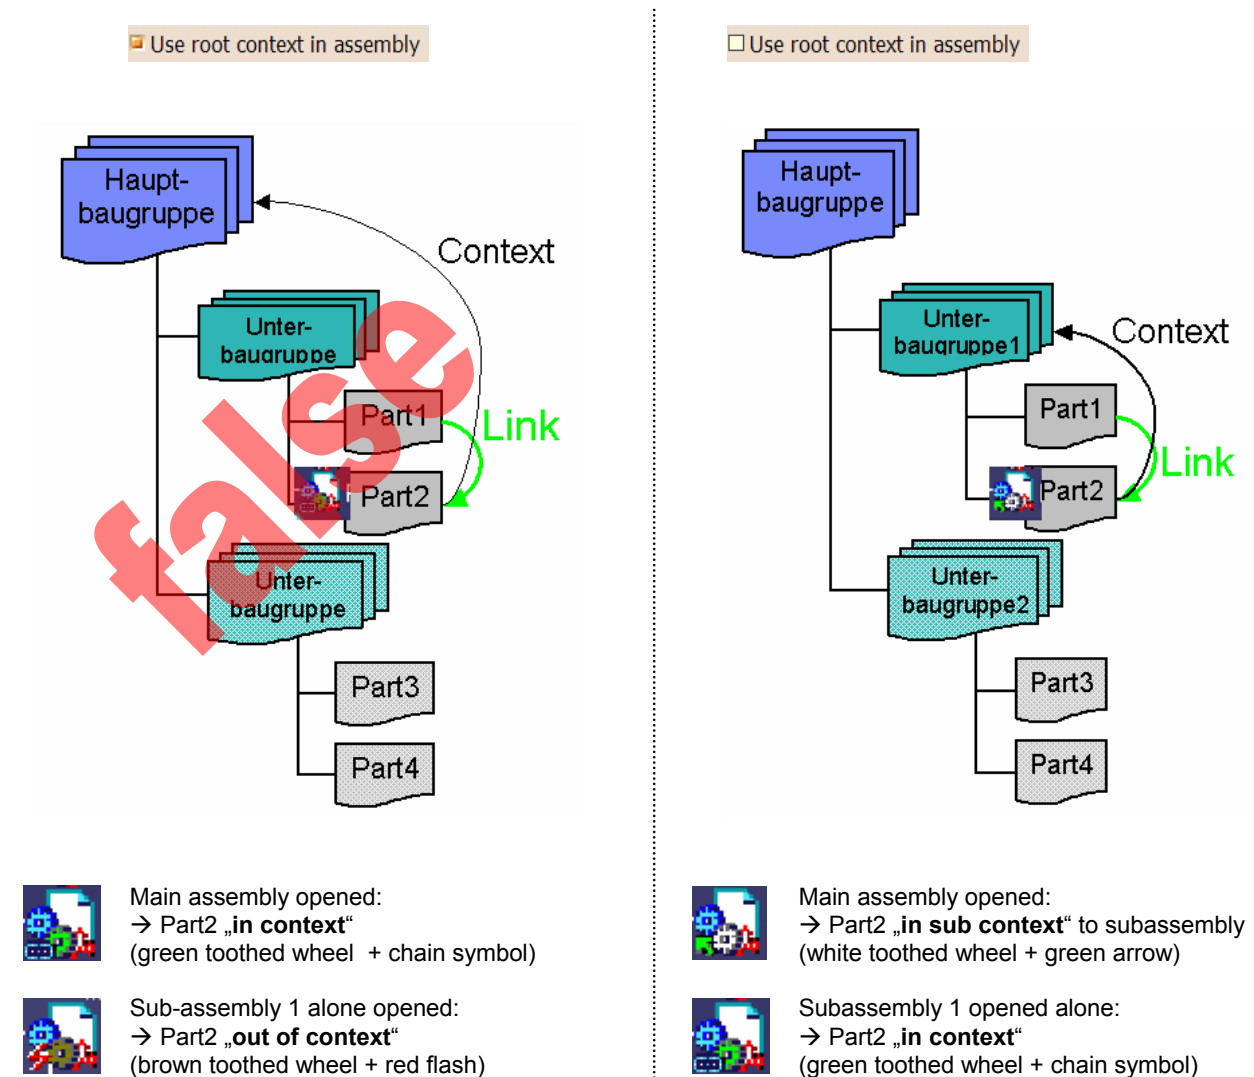 Use root context in assembly
Haupt-
baugruppe
Context
Unter-
baugruppe
Part1
Link
Part2
false
Unter-
baugruppe
Part3
Part4
Main assembly opened:
→ Part2 „in context“
(green toothed wheel + chain symbol)
Sub-assembly 1 alone opened:
→ Part2 „out of context“
(brown toothed wheel + red flash)
Use root context in assembly
Haupt-
baugruppe
Unter-
baugruppe1
Context
Part1
Link
Part2
Unter-
baugruppe2
Part3
Part4
Main assembly opened:
→ Part2 „in sub context“ to subassembly
(white toothed wheel + green arrow)
Subassembly 1 opened alone:
→ Part2 „in context“
(green toothed wheel + chain symbol)